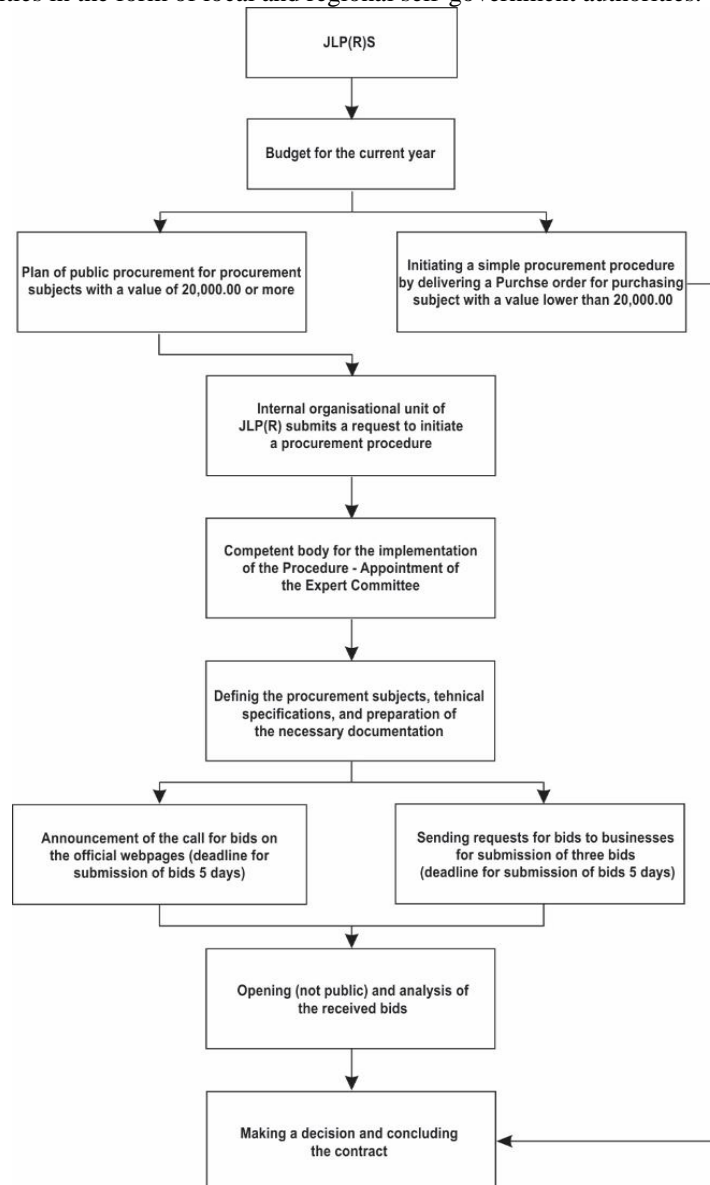 ties in the form of local and regional self-government authorities.
JLP(R)S
Budget for the current year
Plan of public procurement for procurement
subjects with a value of 20,000.00 or more
Initiating a simple procurement procedure
by delivering a Purchse order for purchasing
subject with a value lower than 20,000.00
Internal organisational unit of
JLP(R) submits a request to initiate
a procurement procedure
Competent body for the implementation
of the Procedure - Appointment of
the Expert Committee
Definig the procurement subjects, tehnical
specifications, and preparation of
the necessary documentation
Announcement of the call for bids on
the official webpages (deadline for
submission of bids 5 days)
Sending requests for bids to businesses
for submission of three bids
(deadline for submission of bids 5 days)
Opening (not public) and analysis of
the received bids
Making a decision and concluding
the contract